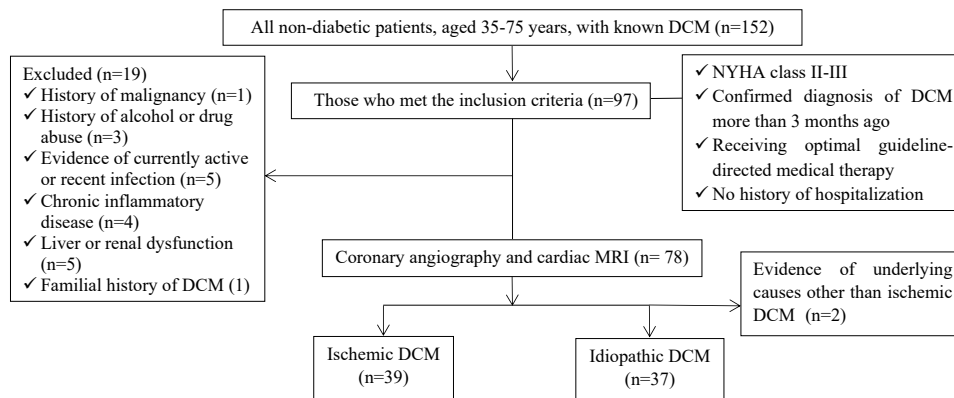 All non-diabetic patients, aged 35-75 years, with known DCM (n=152)
Excluded (n=19)
✓ History of malignancy (n=1)
✓ History of alcohol or drug
abuse (n=3)
✓ Evidence of currently active
or recent infection (n=5)
✓ Chronic inflammatory
disease (n=4)
✓ Liver or renal dysfunction
(n=5)
✓ Familial history of DCM (1)
Those who met the inclusion criteria (n=97)
✓ NYHA class II-III
✓ Confirmed diagnosis of DCM
more than 3 months ago
✓ Receiving optimal guideline-
directed medical therapy
✓ No history of hospitalization
Coronary angiography and cardiac MRI (n= 78)
Evidence of underlying
causes other than ischemic
DCM (n=2)
Ischemic DCM
(n=39)
Idiopathic DCM
(n=37)